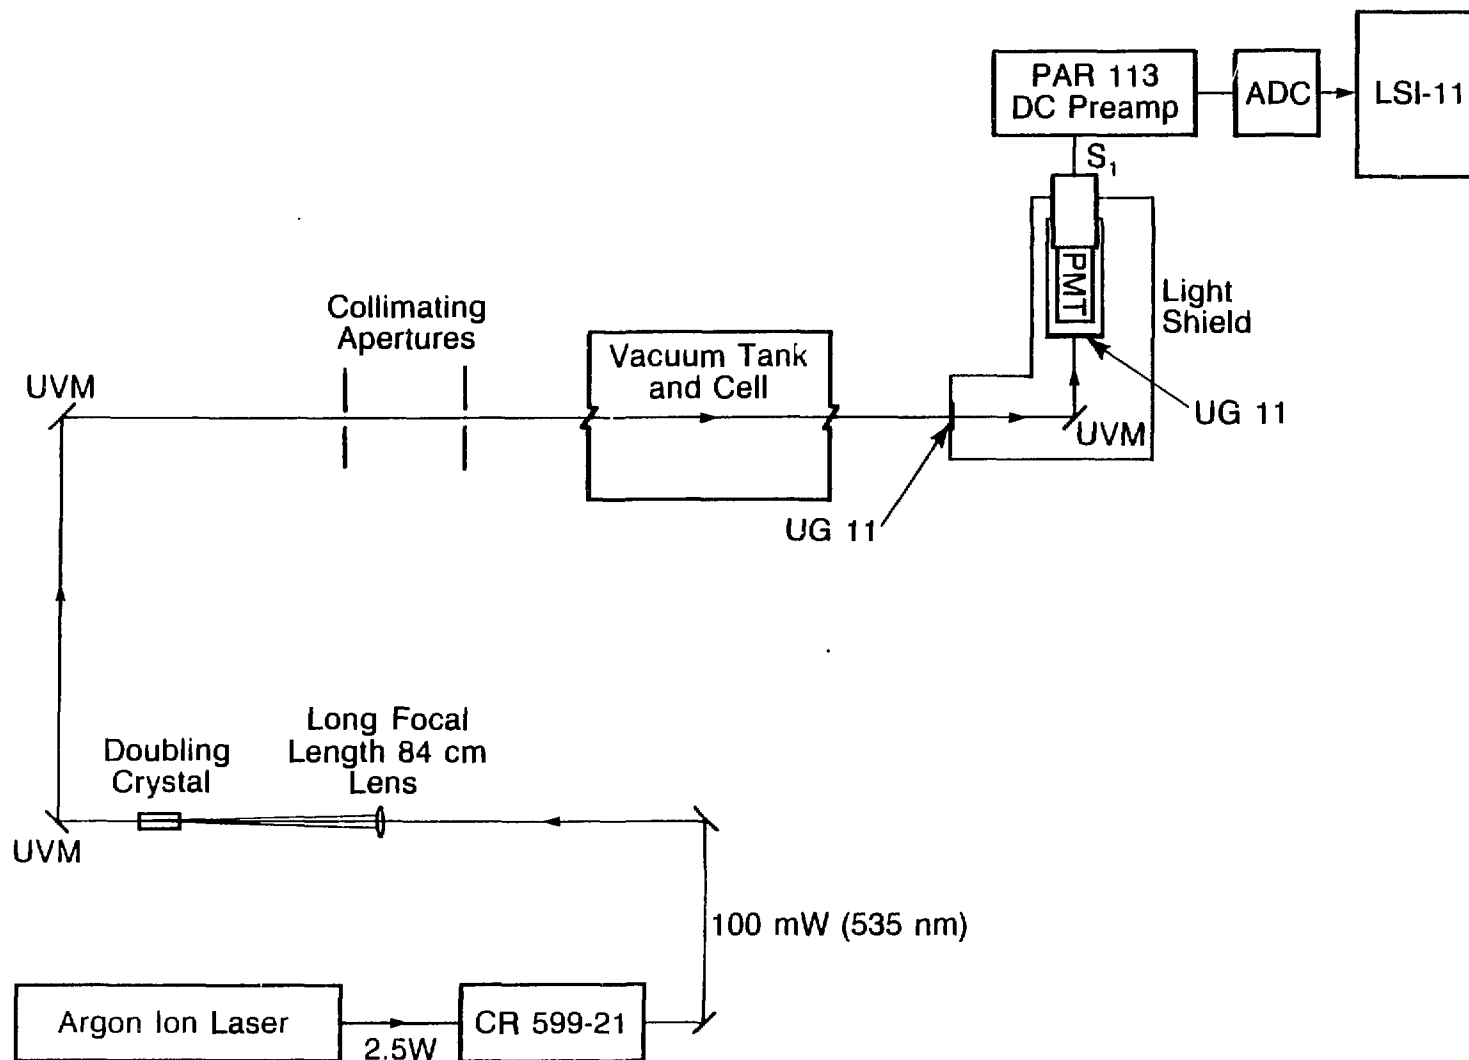 PAR 113
DC Preamp
ADC
LSI-11
S₁
PMT
Light
Shield
UG 11
UVM
UG 11
Vacuum Tank
and Cell
Collimating
Apertures
UVM
Doubling
Crystal
Long Focal
Length 84 cm
Lens
UVM
100 mW (535 nm)
Argon Ion Laser
2.5W
CR 599-21